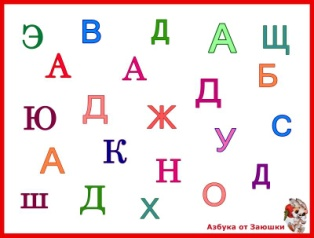 Э В Д А Щ
А А Д Б
Ю Д Ж У С
А К Н Д
ш Д Х О
Азбука от Заюшки